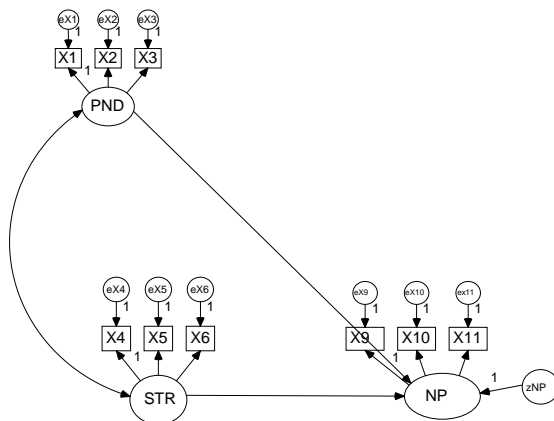 eX1 eX2 eX3
1 1 1
X1 X2 X3
1
PND
eX4 eX5 eX6 eX9 eX10 ex11
1 1 1 1 1 1
X4 X5 X6 X9 X10 X11
1 1
STR NP 1 zNP